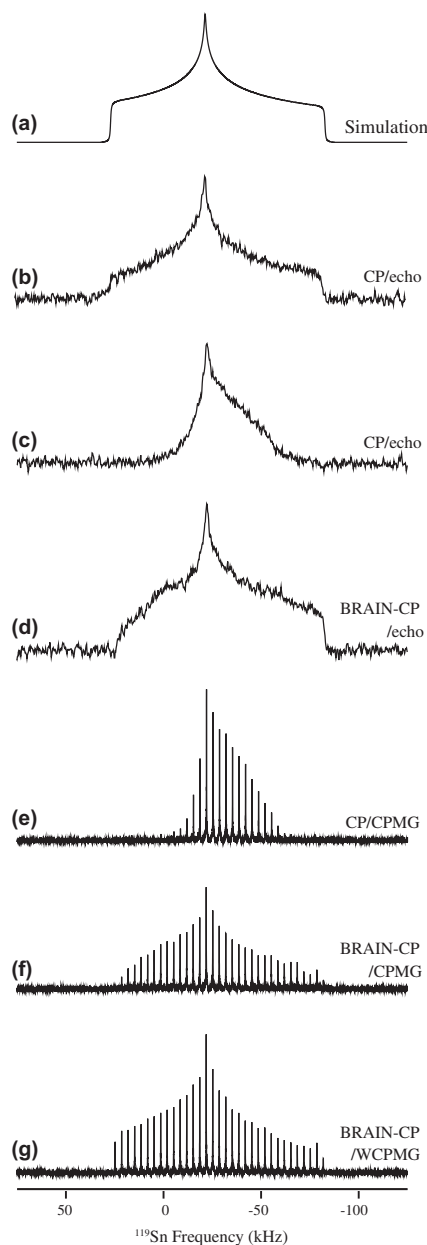 (a)
Simulation
(b)
CP/echo
(c)
CP/echo
(d)
BRAIN-CP
/echo
(e)
CP/CPMG
(f)
BRAIN-CP
/CPMG
(g)
BRAIN-CP
/WCPMG
50 0 -50 -100
¹¹⁹Sn Frequency (kHz)